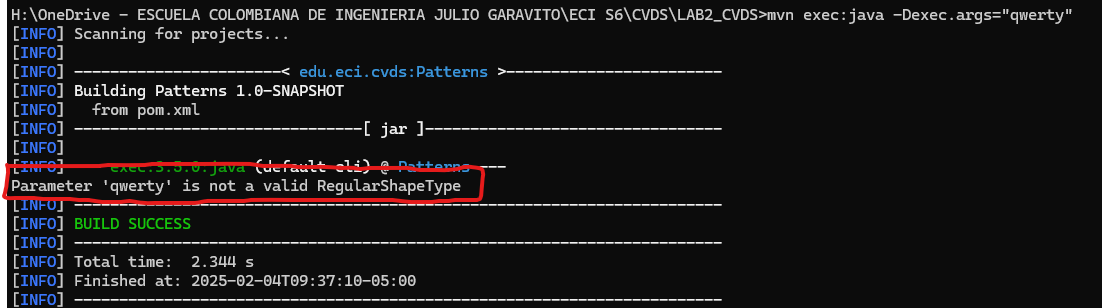 H:\OneDrive - ESCUELA COLOMBIANA DE INGENIERIA JULIO GARAVITO\ECI S6\CVDS\LAB2_CVDS>mvn exec:java -Dexec.args="qwerty"
[INFO] Scanning for projects...
[INFO]
[INFO] -----------------------< edu.eci.cvds:Patterns >------------------------
[INFO] Building Patterns 1.0-SNAPSHOT
[INFO]   from pom.xml
[INFO] --------------------------------[ jar ]---------------------------------
[INFO]
[INFO] exec:3.5.0:java (default-cli) @ Patterns ---
Parameter 'qwerty' is not a valid RegularShapeType
[INFO] ------------------------------------------------------------------------
[INFO] BUILD SUCCESS
[INFO] ------------------------------------------------------------------------
[INFO] Total time:  2.344 s
[INFO] Finished at: 2025-02-04T09:37:10-05:00
[INFO] ------------------------------------------------------------------------